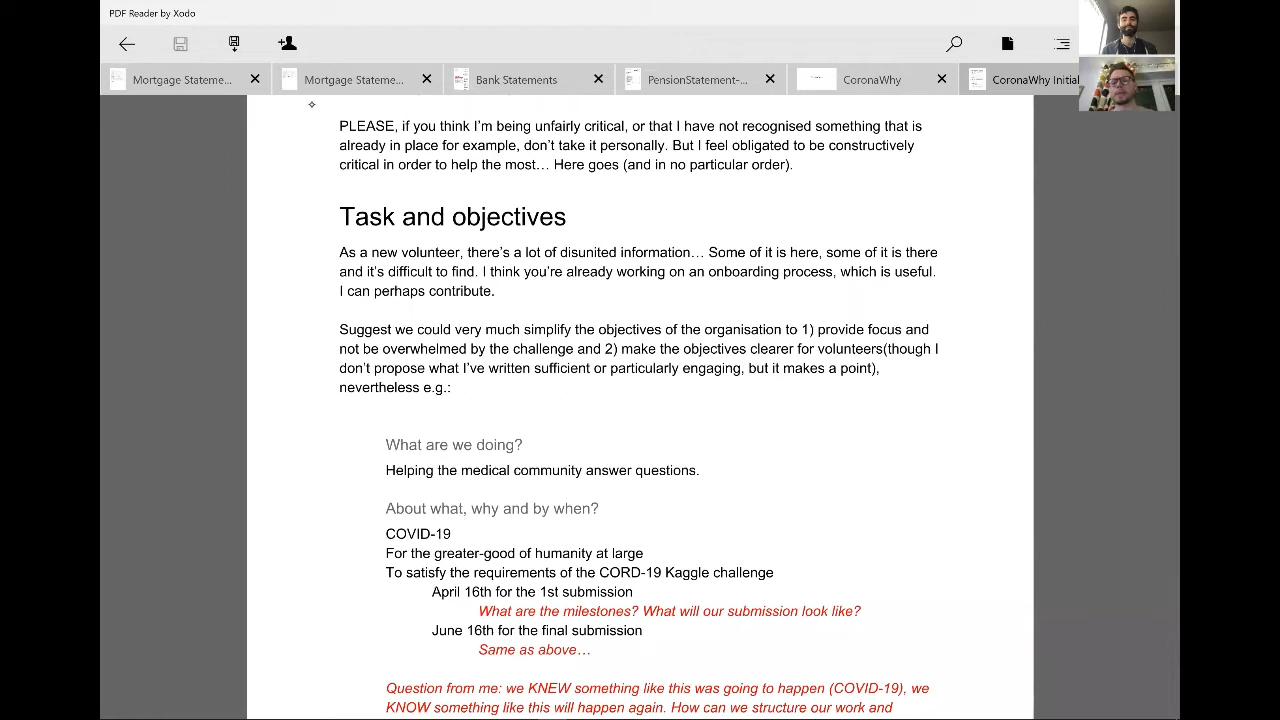 PDF Reader by Xodo
Mortgage Stateme...
Mortgage Stateme...
Bank Statements
PensionStatement-...
CoronaWhy
CoronaWhy Initial
PLEASE, if you think I'm being unfairly critical, or that I have not recognised something that is
already in place for example, don't take it personally. But I feel obligated to be constructively
critical in order to help the most… Here goes (and in no particular order).
Task and objectives
As a new volunteer, there's a lot of disunited information… Some of it is here, some of it is there
and it's difficult to find. I think you're already working on an onboarding process, which is useful.
I can perhaps contribute.
Suggest we could very much simplify the objectives of the organisation to 1) provide focus and
not be overwhelmed by the challenge and 2) make the objectives clearer for volunteers(though I
don't propose what I've written sufficient or particularly engaging, but it makes a point),
nevertheless e.g.:
What are we doing?
Helping the medical community answer questions.
About what, why and by when?
COVID-19
For the greater-good of humanity at large
To satisfy the requirements of the CORD-19 Kaggle challenge
April 16th for the 1st submission
What are the milestones? What will our submission look like?
June 16th for the final submission
Same as above…
Question from me: we KNEW something like this was going to happen (COVID-19), we
KNOW something like this will happen again. How can we structure our work and